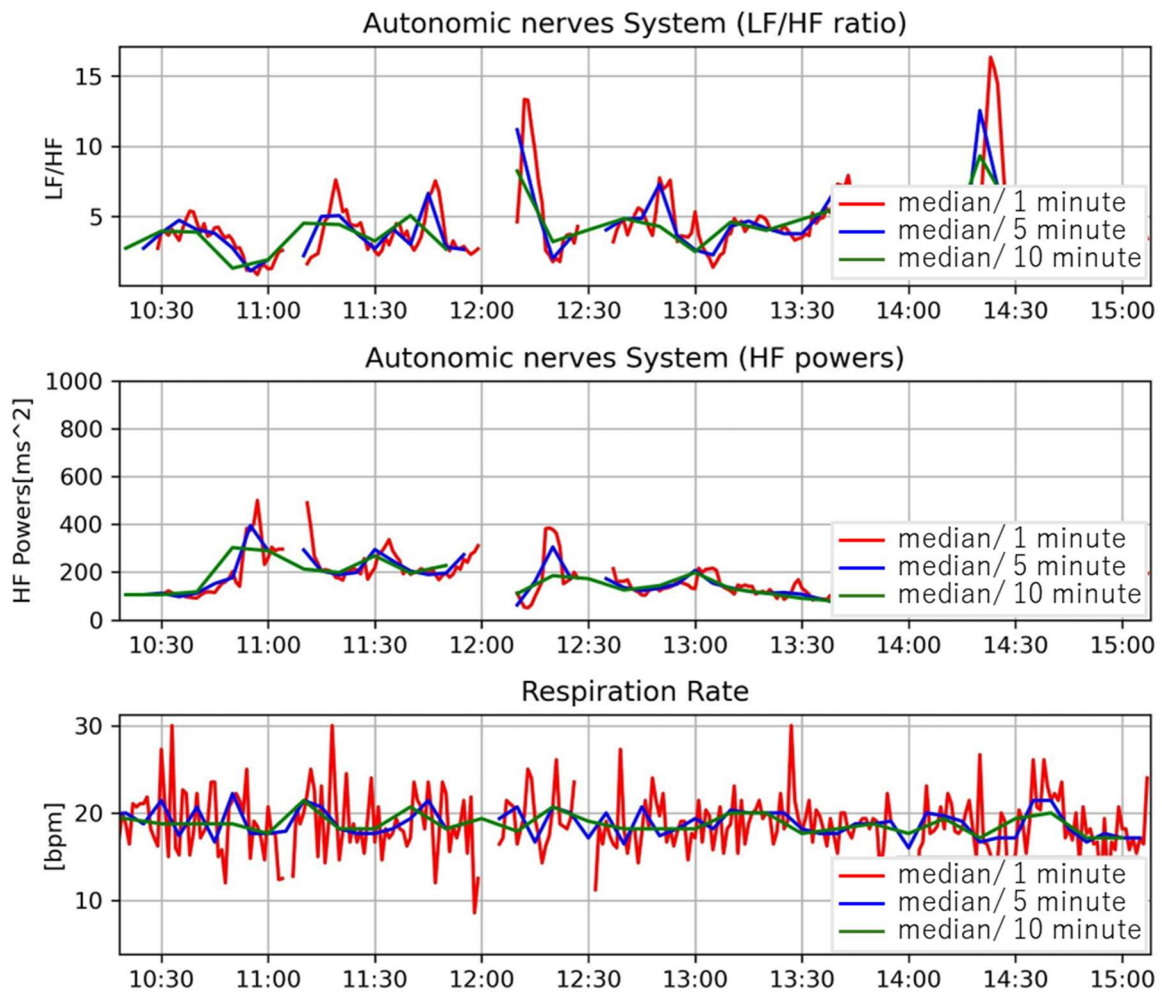 Autonomic nerves System (LF/HF ratio)
15
10
5
LF/HF
median/ 1 minute
median/ 5 minute
median/ 10 minute
10:30 11:00 11:30 12:00 12:30 13:00 13:30 14:00 14:30 15:00
Autonomic nerves System (HF powers)
1000
800
600
400
200
0
HF Powers[ms^2]
median/ 1 minute
median/ 5 minute
median/ 10 minute
10:30 11:00 11:30 12:00 12:30 13:00 13:30 14:00 14:30 15:00
Respiration Rate
30
20
10
[bpm]
median/ 1 minute
median/ 5 minute
median/ 10 minute
10:30 11:00 11:30 12:00 12:30 13:00 13:30 14:00 14:30 15:00